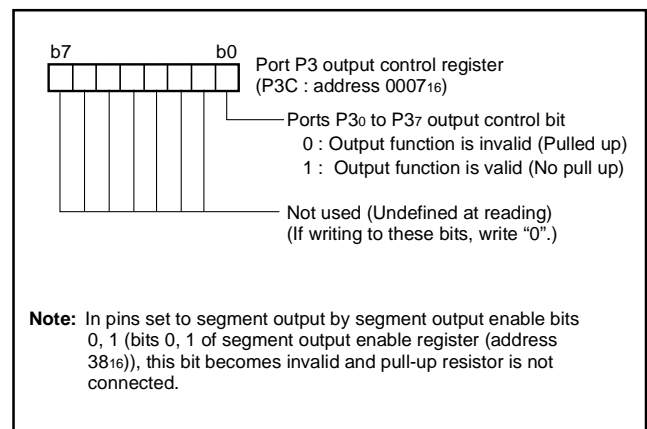 b7 b0
Port P3 output control register
(P3C : address 0007₁₆)
Ports P3₀ to P3₇ output control bit
0 : Output function is invalid (Pulled up)
1 : Output function is valid (No pull up)
Not used (Undefined at reading)
(If writing to these bits, write “0”.)
Note: In pins set to segment output by segment output enable bits
0, 1 (bits 0, 1 of segment output enable register (address
38₁₆)), this bit becomes invalid and pull-up resistor is not
connected.